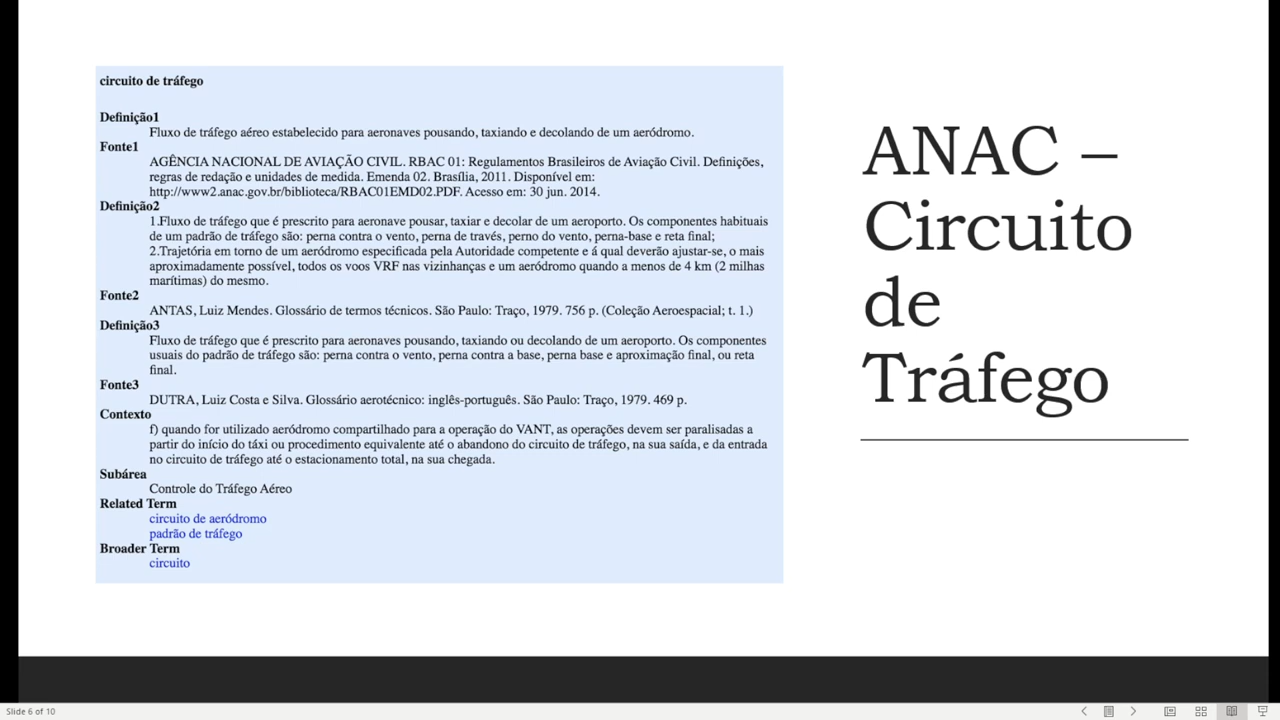 circuito de tráfego
Definição1
Fluxo de tráfego aéreo estabelecido para aeronaves pousando, taxiando e decolando de um aeródromo.
Fonte1
AGÊNCIA NACIONAL DE AVIAÇÃO CIVIL. RBAC 01: Regulamentos Brasileiros de Aviação Civil. Definições,
regras de redação e unidades de medida. Emenda 02. Brasília, 2011. Disponível em:
http://www2.anac.gov.br/biblioteca/RBAC01EMD02.PDF. Acesso em: 30 jun. 2014.
Definição2
1.Fluxo de tráfego que é prescrito para aeronave pousar, taxiar e decolar de um aeroporto. Os componentes habituais
de um padrão de tráfego são: perna contra o vento, perna de través, perno do vento, perna-base e reta final;
2.Trajetória em torno de um aeródromo especificada pela Autoridade competente e á qual deverão ajustar-se, o mais
aproximadamente possível, todos os voos VRF nas vizinhanças e um aeródromo quando a menos de 4 km (2 milhas
marítimas) do mesmo.
Fonte2
ANTAS, Luiz Mendes. Glossário de termos técnicos. São Paulo: Traço, 1979. 756 p. (Coleção Aeroespacial; t. 1.)
Definição3
Fluxo de tráfego que é prescrito para aeronaves pousando, taxiando ou decolando de um aeroporto. Os componentes
usuais do padrão de tráfego são: perna contra o vento, perna contra a base, perna base e aproximação final, ou reta
final.
Fonte3
DUTRA, Luiz Costa e Silva. Glossário aerotécnico: inglês-português. São Paulo: Traço, 1979. 469 p.
Contexto
f) quando for utilizado aeródromo compartilhado para a operação do VANT, as operações devem ser paralisadas a
partir do início do táxi ou procedimento equivalente até o abandono do circuito de tráfego, na sua saída, e da entrada
no circuito de tráfego até o estacionamento total, na sua chegada.
Subárea
Controle do Tráfego Aéreo
Related Term
circuito de aeródromo
padrão de tráfego
Broader Term
circuito
ANAC –
Circuito
de
Tráfego
Slide 6 of 10